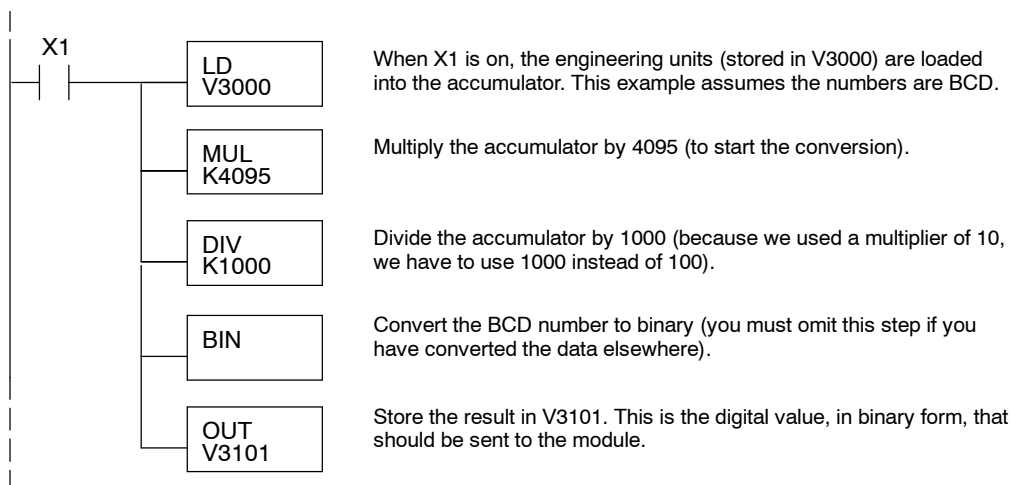 X1
LD
V3000
When X1 is on, the engineering units (stored in V3000) are loaded
into the accumulator. This example assumes the numbers are BCD.
MUL
K4095
Multiply the accumulator by 4095 (to start the conversion).
DIV
K1000
Divide the accumulator by 1000 (because we used a multiplier of 10,
we have to use 1000 instead of 100).
BIN
Convert the BCD number to binary (you must omit this step if you
have converted the data elsewhere).
OUT
V3101
Store the result in V3101. This is the digital value, in binary form, that
should be sent to the module.